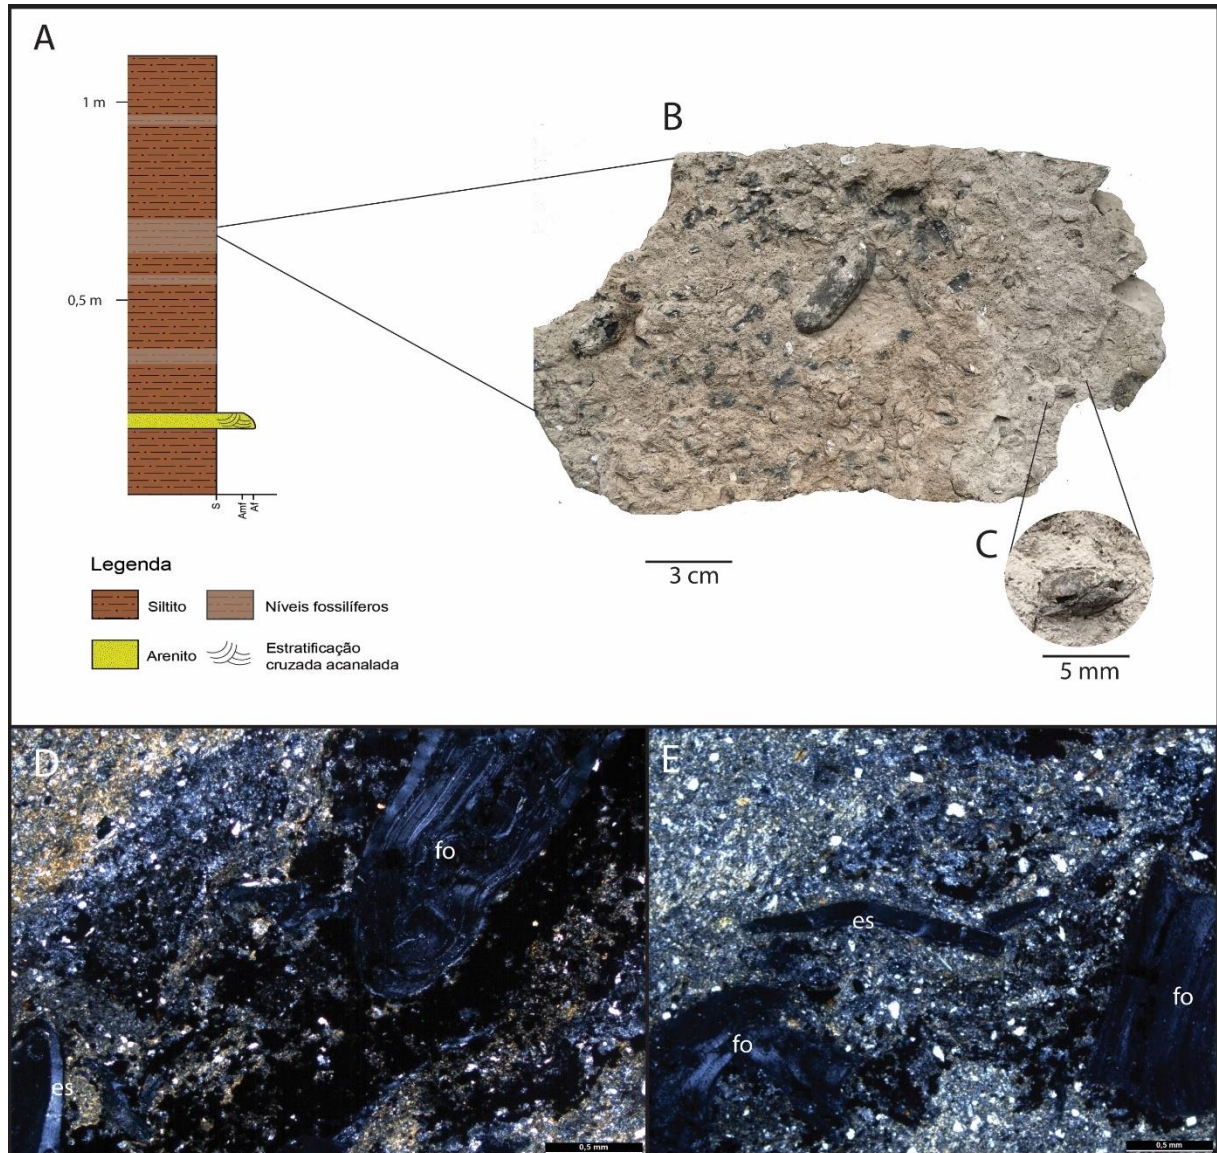 A
1 m
B
0,5 m
S
Amf
Af
C
3 cm
5 mm
Legenda
Siltito
Níveis fossilíferos
Arenito
Estratificação
cruzada acanalada
D
fo
es
0,5 mm
E
es
fo
fo
0,5 mm